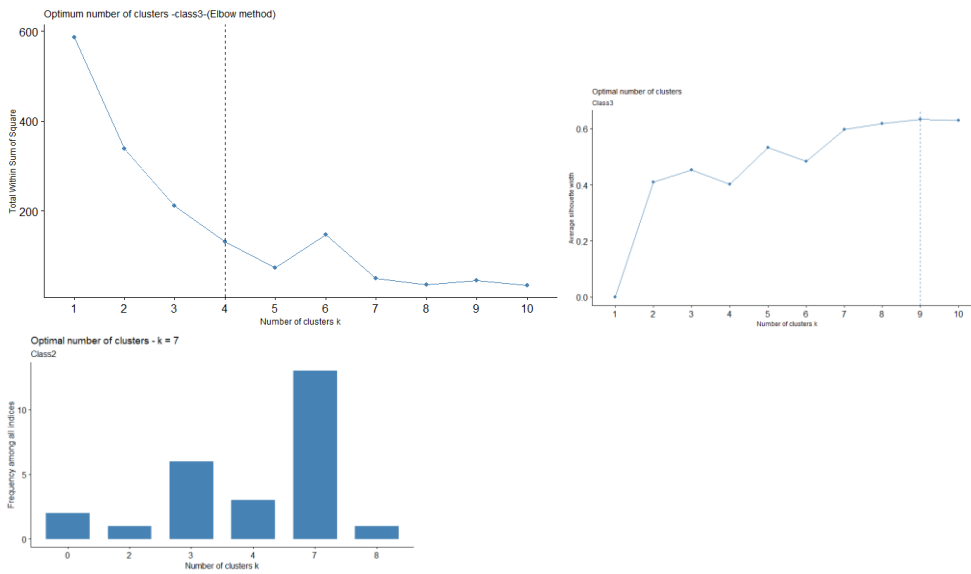 Optimum number of clusters -class3-(Elbow method)
600
400
200
Total Within Sum of Square
1 2 3 4 5 6 7 8 9 10
Number of clusters k
Optimal number of clusters
Class3
0.6
0.4
0.2
0.0
Average silhouette width
1 2 3 4 5 6 7 8 9 10
Number of clusters k
Optimal number of clusters - k = 7
Class2
10
5
0
Frequency among all indices
0 2 3 4 7 8
Number of clusters k